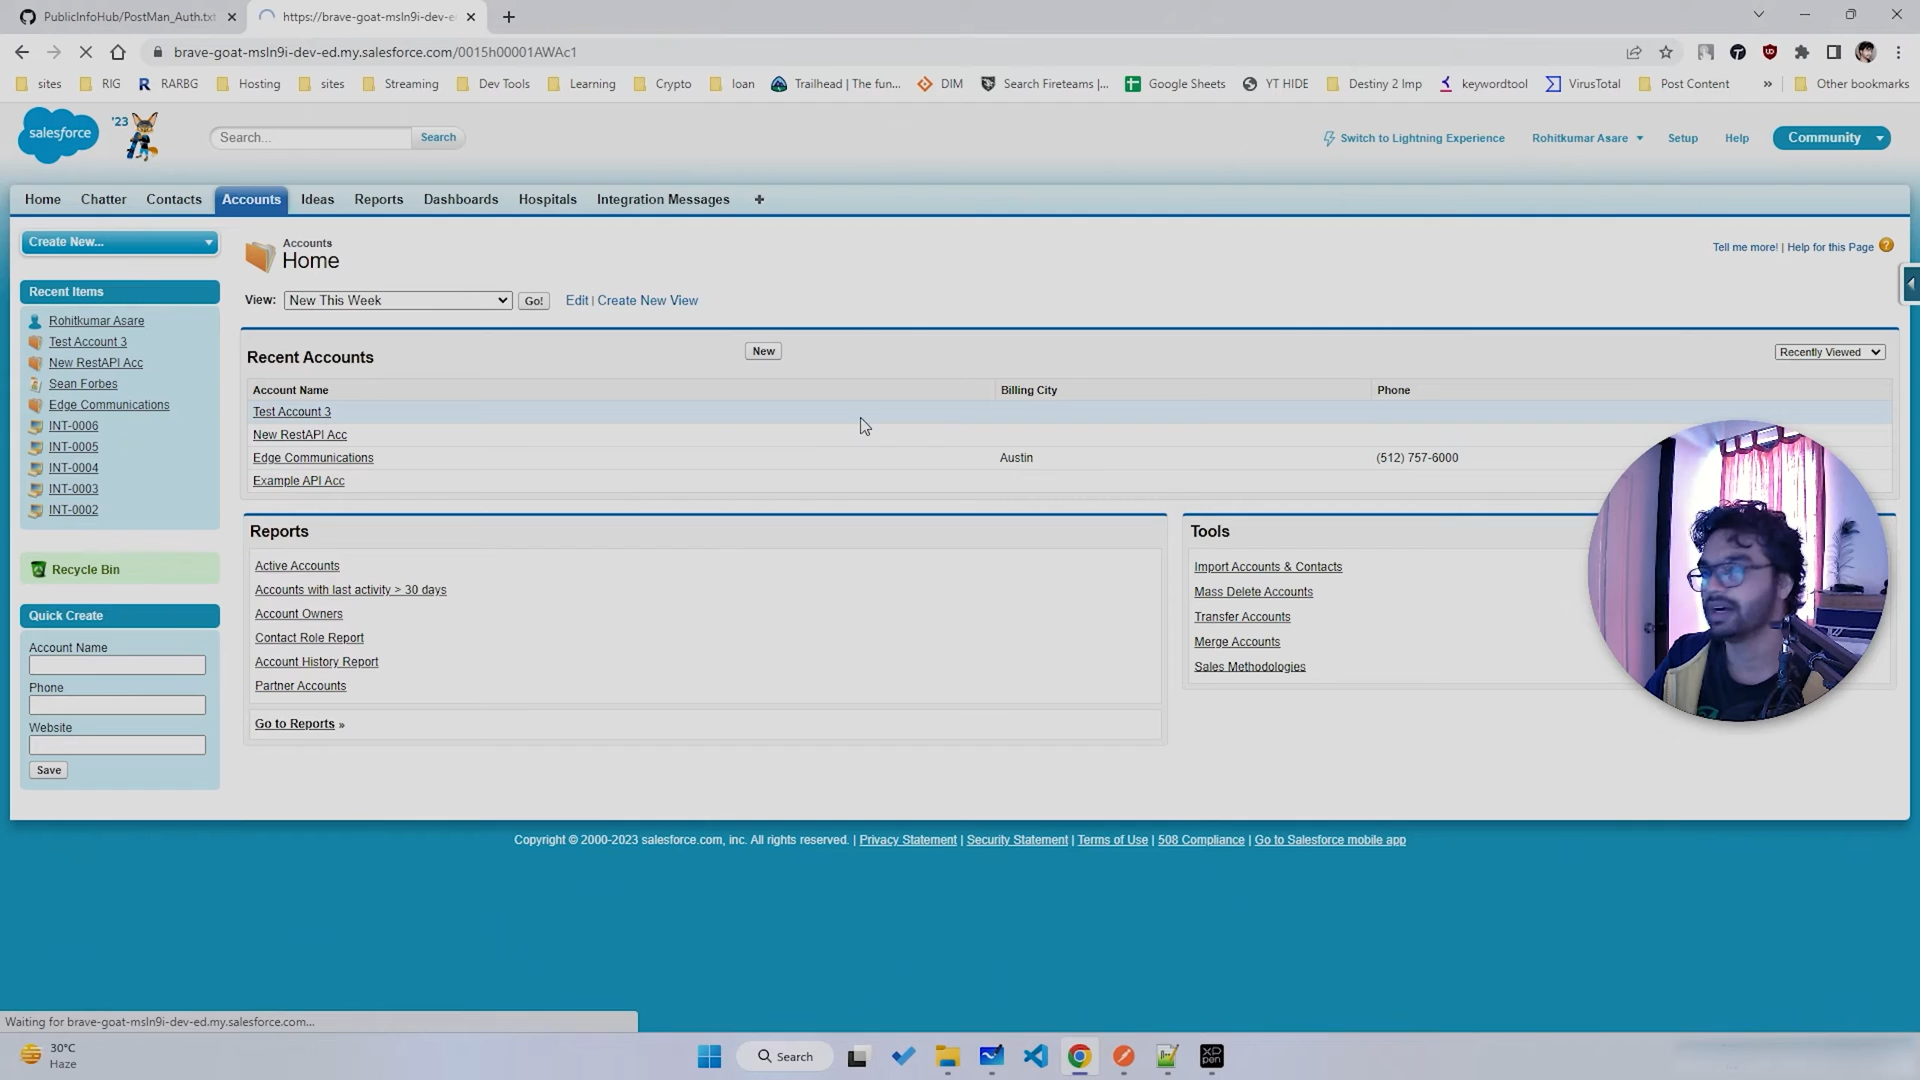 PublicInfoHub/PostMan_Auth.txt
https://brave-goat-msln9i-dev-e
brave-goat-msln9i-dev-ed.my.salesforce.com/0015h00001AWAc1
sites
RIG
RARBG
Hosting
sites
Streaming
Dev Tools
Learning
Crypto
loan
Trailhead | The fun...
DIM
Search Fireteams |...
Google Sheets
YT HIDE
Destiny 2 Imp
keywordtool
VirusTotal
Post Content
»
Other bookmarks
salesforce
'23
Search...
Search
Switch to Lightning Experience
Rohitkumar Asare
Setup
Help
Community
Home
Chatter
Contacts
Accounts
Ideas
Reports
Dashboards
Hospitals
Integration Messages
+
Create New...
Recent Items
Rohitkumar Asare
Test Account 3
New RestAPI Acc
Sean Forbes
Edge Communications
INT-0006
INT-0005
INT-0004
INT-0003
INT-0002
Recycle Bin
Quick Create
Account Name
Phone
Website
Save
Accounts
Home
Tell me more! | Help for this Page
View: New This Week Go! Edit | Create New View
Recent Accounts
New
Recently Viewed
Account Name Billing City Phone
Test Account 3
New RestAPI Acc
Edge Communications Austin (512) 757-6000
Example API Acc
Reports
Active Accounts
Accounts with last activity > 30 days
Account Owners
Contact Role Report
Account History Report
Partner Accounts
Go to Reports »
Tools
Import Accounts & Contacts
Mass Delete Accounts
Transfer Accounts
Merge Accounts
Sales Methodologies
Copyright © 2000-2023 salesforce.com, inc. All rights reserved. | Privacy Statement | Security Statement | Terms of Use | 508 Compliance | Go to Salesforce mobile app
Waiting for brave-goat-msln9i-dev-ed.my.salesforce.com...
30°C
Haze
Search
XD
pen